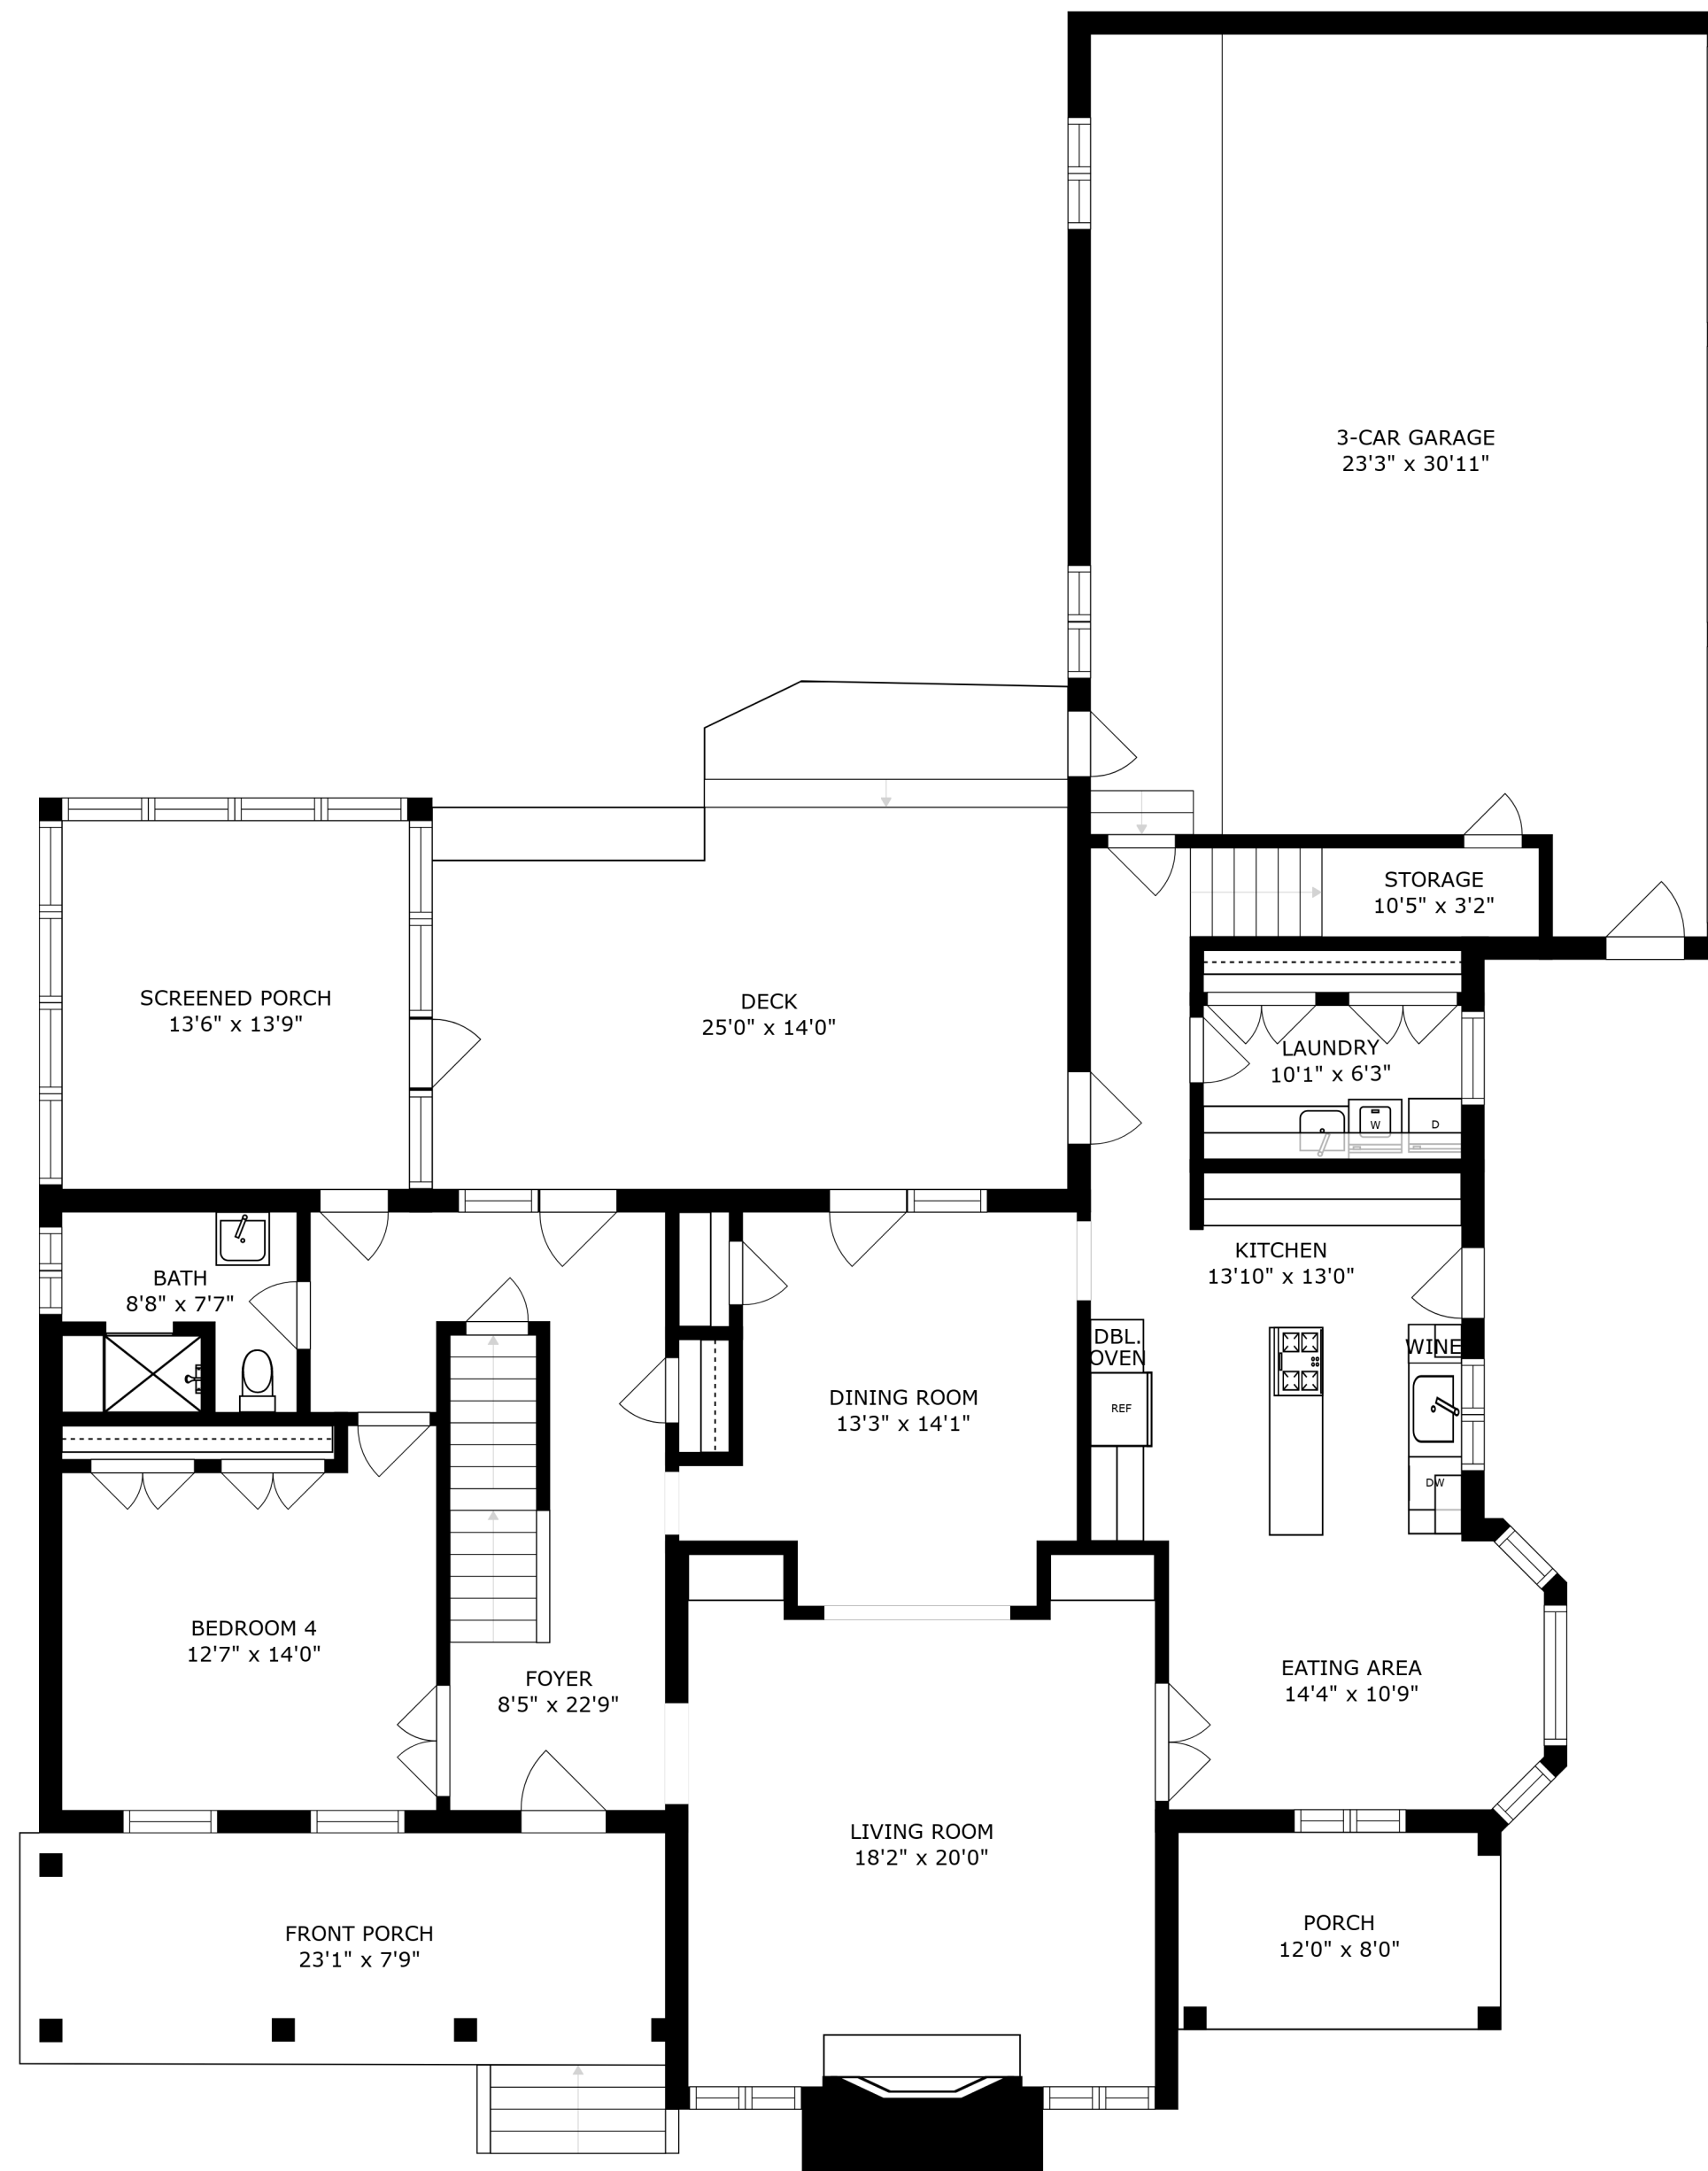 3-CAR GARAGE
23'3" x 30'11"
STORAGE
10'5" x 3'2"
SCREENED PORCH
13'6" x 13'9"
DECK
25'0" x 14'0"
LAUNDRY
10'1" x 6'3"
W
D
KITCHEN
13'10" x 13'0"
BATH
8'8" x 7'7"
DBL.
OVEN
WINE
REF
DINING ROOM
13'3" x 14'1"
DW
BEDROOM 4
12'7" x 14'0"
FOYER
8'5" x 22'9"
EATING AREA
14'4" x 10'9"
LIVING ROOM
18'2" x 20'0"
FRONT PORCH
23'1" x 7'9"
PORCH
12'0" x 8'0"